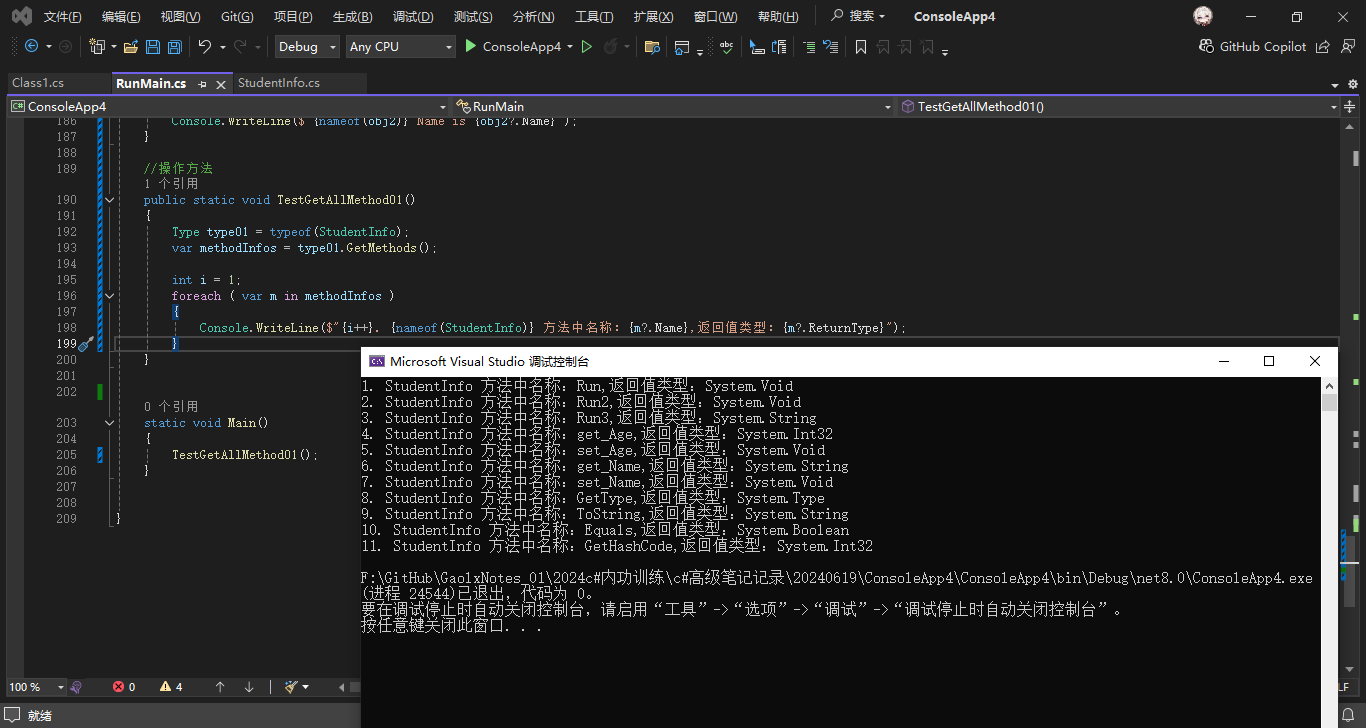 文件(F) 编辑(E) 视图(V) Git(G) 项目(P) 生成(B) 调试(D) 测试(S) 分析(N) 工具(T) 扩展(X) 窗口(W) 帮助(H) 搜索 ConsoleApp4
Debug Any CPU ConsoleApp4 abc GitHub Copilot
Class1.cs RunMain.cs StudentInfo.cs
C# ConsoleApp4 RunMain TestGetAllMethod01()
186 Console.WriteLine($"{nameof(obj2)} Name is {obj2?.Name}");
187 }
188
189 //操作方法
1 个引用
190 public static void TestGetAllMethod01()
191 {
192 Type type01 = typeof(StudentInfo);
193 var methodInfos = type01.GetMethods();
194
195 int i = 1;
196 foreach ( var m in methodInfos )
197 {
198 Console.WriteLine($"{i++}. {nameof(StudentInfo)} 方法中名称：{m?.Name},返回值类型：{m?.ReturnType}");
199 }
200 }
201
202
0 个引用
203 static void Main()
204 {
205 TestGetAllMethod01();
206 }
207
208
209 }
Microsoft Visual Studio 调试控制台
1. StudentInfo 方法中名称：Run,返回值类型：System.Void
2. StudentInfo 方法中名称：Run2,返回值类型：System.Void
3. StudentInfo 方法中名称：Run3,返回值类型：System.String
4. StudentInfo 方法中名称：get_Age,返回值类型：System.Int32
5. StudentInfo 方法中名称：set_Age,返回值类型：System.Void
6. StudentInfo 方法中名称：get_Name,返回值类型：System.String
7. StudentInfo 方法中名称：set_Name,返回值类型：System.Void
8. StudentInfo 方法中名称：GetType,返回值类型：System.Type
9. StudentInfo 方法中名称：ToString,返回值类型：System.String
10. StudentInfo 方法中名称：Equals,返回值类型：System.Boolean
11. StudentInfo 方法中名称：GetHashCode,返回值类型：System.Int32
F:\GitHub\GaolxNotes_01\2024c#内功训练\c#高级笔记记录\20240619\ConsoleApp4\ConsoleApp4\bin\Debug\net8.0\ConsoleApp4.exe
(进程 24544)已退出，代码为 0。
要在调试停止时自动关闭控制台，请启用“工具”->“选项”->“调试”->“调试停止时自动关闭控制台”。
按任意键关闭此窗口. . .
100 % 0 4 LF
就绪